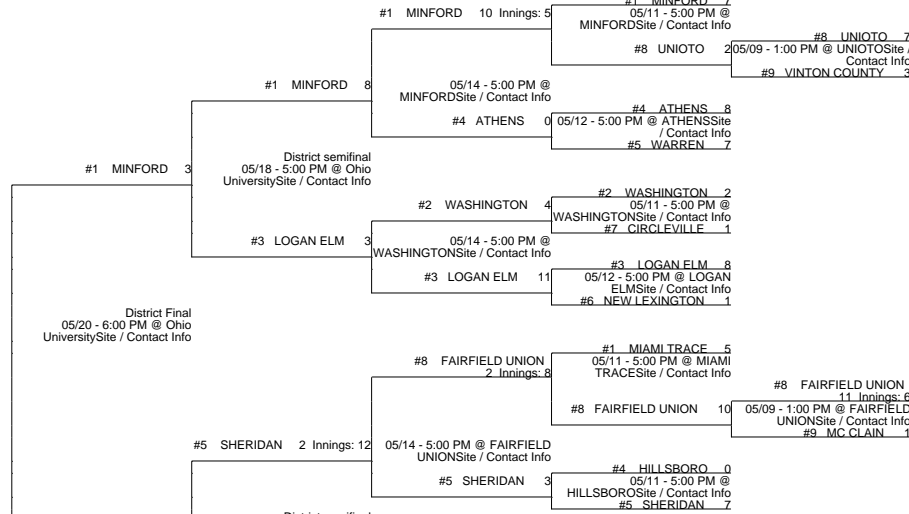 #1 MINFORD 7
#1 MINFORD 10 Innings: 5
05/11 - 5:00 PM @
MINFORDSite / Contact Info
#8 UNIOTO 7
#8 UNIOTO 2
05/09 - 1:00 PM @ UNIOTOSite /
Contact Info
#9 VINTON COUNTY 3
#1 MINFORD 8
05/14 - 5:00 PM @
MINFORDSite / Contact Info
#4 ATHENS 8
#4 ATHENS 0
05/12 - 5:00 PM @ ATHENSSite
/ Contact Info
#5 WARREN 7
#1 MINFORD 3
District semifinal
05/18 - 5:00 PM @ Ohio
UniversitySite / Contact Info
#2 WASHINGTON 2
#2 WASHINGTON 4
05/11 - 5:00 PM @
WASHINGTONSite / Contact Info
#7 CIRCLEVILLE 1
#3 LOGAN ELM 3
05/14 - 5:00 PM @
WASHINGTONSite / Contact Info
#3 LOGAN ELM 8
#3 LOGAN ELM 11
05/12 - 5:00 PM @ LOGAN
ELMSite / Contact Info
#6 NEW LEXINGTON 1
District Final
05/20 - 6:00 PM @ Ohio
UniversitySite / Contact Info
#1 MIAMI TRACE 5
#8 FAIRFIELD UNION
2 Innings: 8
05/11 - 5:00 PM @ MIAMI
TRACESite / Contact Info
#8 FAIRFIELD UNION
11 Innings: 6
#8 FAIRFIELD UNION 10
05/09 - 1:00 PM @ FAIRFIELD
UNIONSite / Contact Info
#9 MC CLAIN 1
#5 SHERIDAN 2 Innings: 12
05/14 - 5:00 PM @ FAIRFIELD
UNIONSite / Contact Info
#4 HILLSBORO 0
#5 SHERIDAN 3
05/11 - 5:00 PM @
HILLSBOROSite / Contact Info
#5 SHERIDAN 7
District semifinal